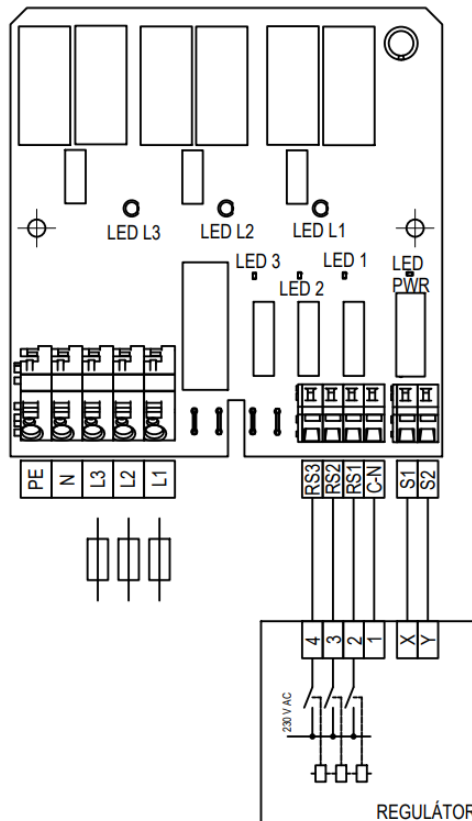 LED L3
LED L2
LED L1
LED 3
LED 2
LED 1
LED
PWR
PE
N
L3
L2
L1
RS3
RS2
RS1
C-N
S1
S2
4
3
2
1
X
Y
230 V AC
REGULÁTOR